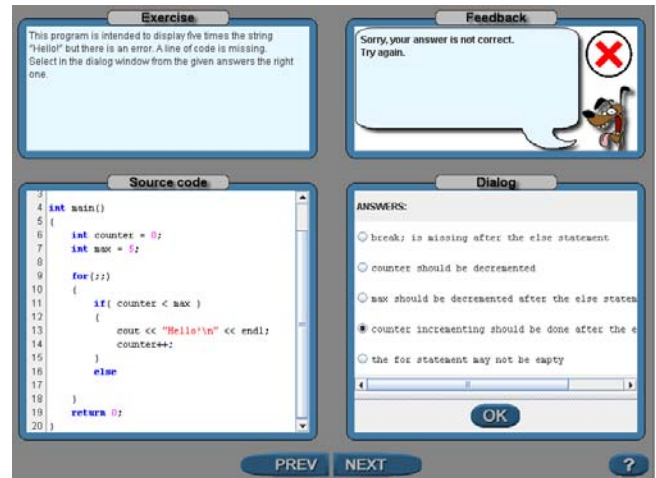 Exercise
This program is intended to display five times the string
"Hello!" but there is an error. A line of code is missing.
Select in the dialog window from the given answers the right
one.
Feedback
Sorry, your answer is not correct.
Try again.
Source code
3
4 int main()
5 {
6 int counter = 0;
7 int max = 5;
8
9 for(;;)
10 {
11 if( counter < max )
12 {
13 cout << "Hello!\n" << endl;
14 counter++;
15 }
16 else
17
18 }
19 return 0;
20 }
Dialog
ANSWERS:
break; is missing after the else statement
counter should be decremented
max should be decremented after the else statem
counter incrementing should be done after the e
the for statement may not be empty
OK
PREV NEXT ?